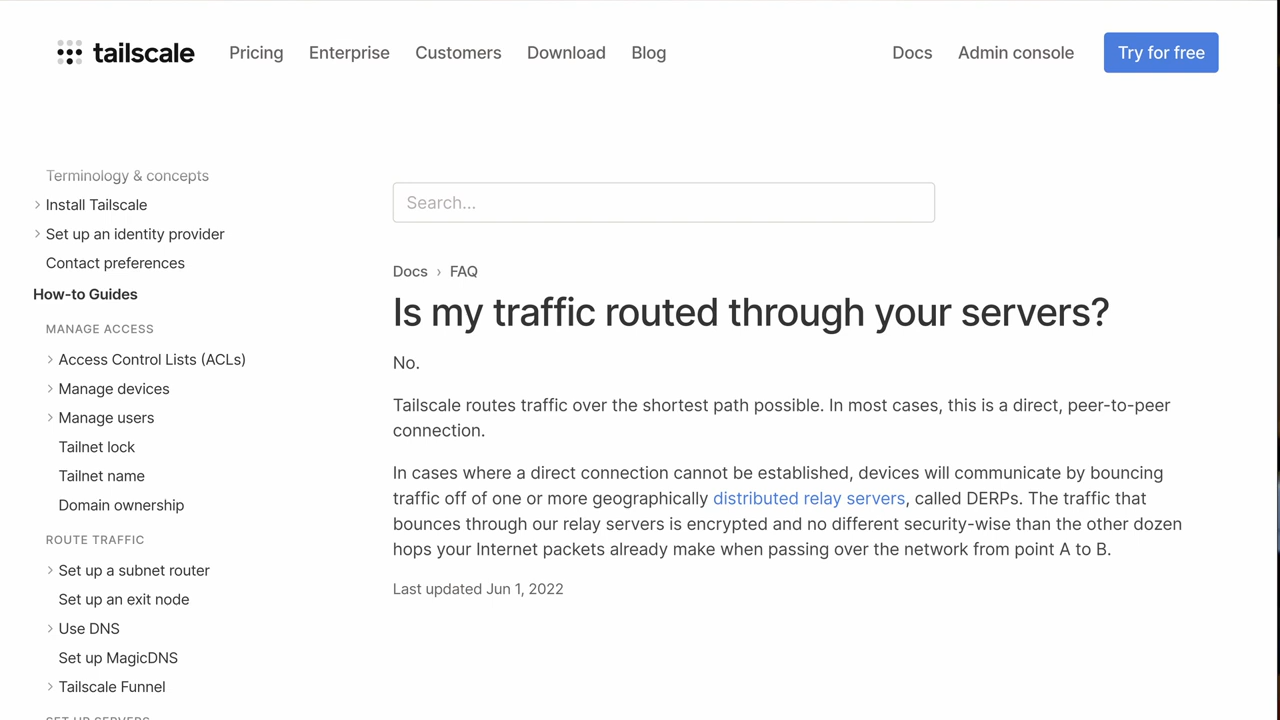 tailscale Pricing Enterprise Customers Download Blog Docs Admin console Try for free
Terminology & concepts
Install Tailscale
Set up an identity provider
Contact preferences
How-to Guides
MANAGE ACCESS
Access Control Lists (ACLs)
Manage devices
Manage users
Tailnet lock
Tailnet name
Domain ownership
ROUTE TRAFFIC
Set up a subnet router
Set up an exit node
Use DNS
Set up MagicDNS
Tailscale Funnel
SET UP SERVERS
Search...
Docs › FAQ
Is my traffic routed through your servers?
No.
Tailscale routes traffic over the shortest path possible. In most cases, this is a direct, peer-to-peer
connection.
In cases where a direct connection cannot be established, devices will communicate by bouncing
traffic off of one or more geographically distributed relay servers, called DERPs. The traffic that
bounces through our relay servers is encrypted and no different security-wise than the other dozen
hops your Internet packets already make when passing over the network from point A to B.
Last updated Jun 1, 2022